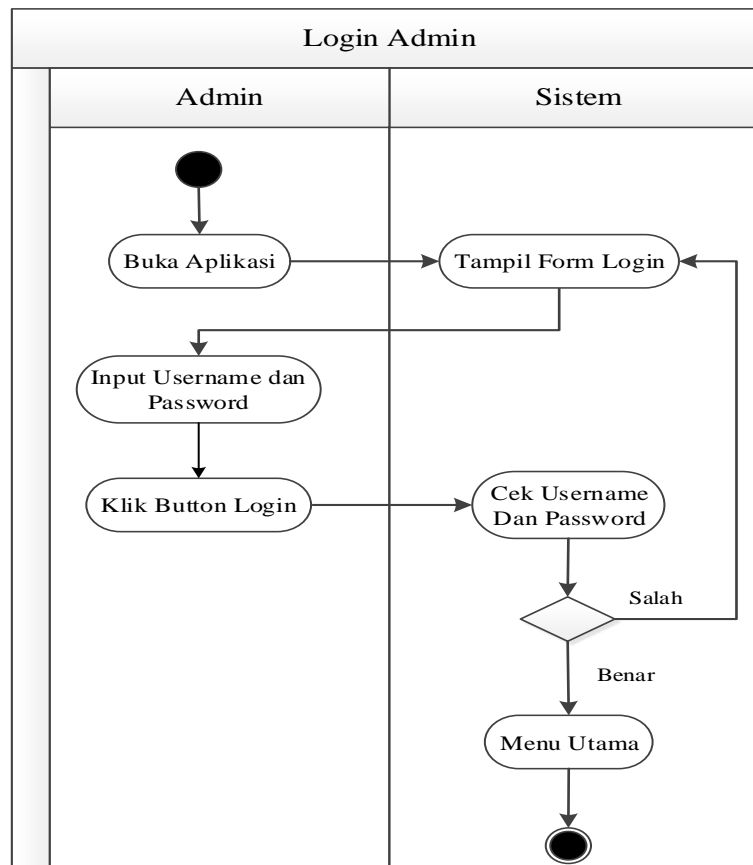 Login Admin
Admin
Sistem
Buka Aplikasi
Tampil Form Login
Input Username dan
Password
Klik Button Login
Cek Username
Dan Password
Salah
Benar
Menu Utama